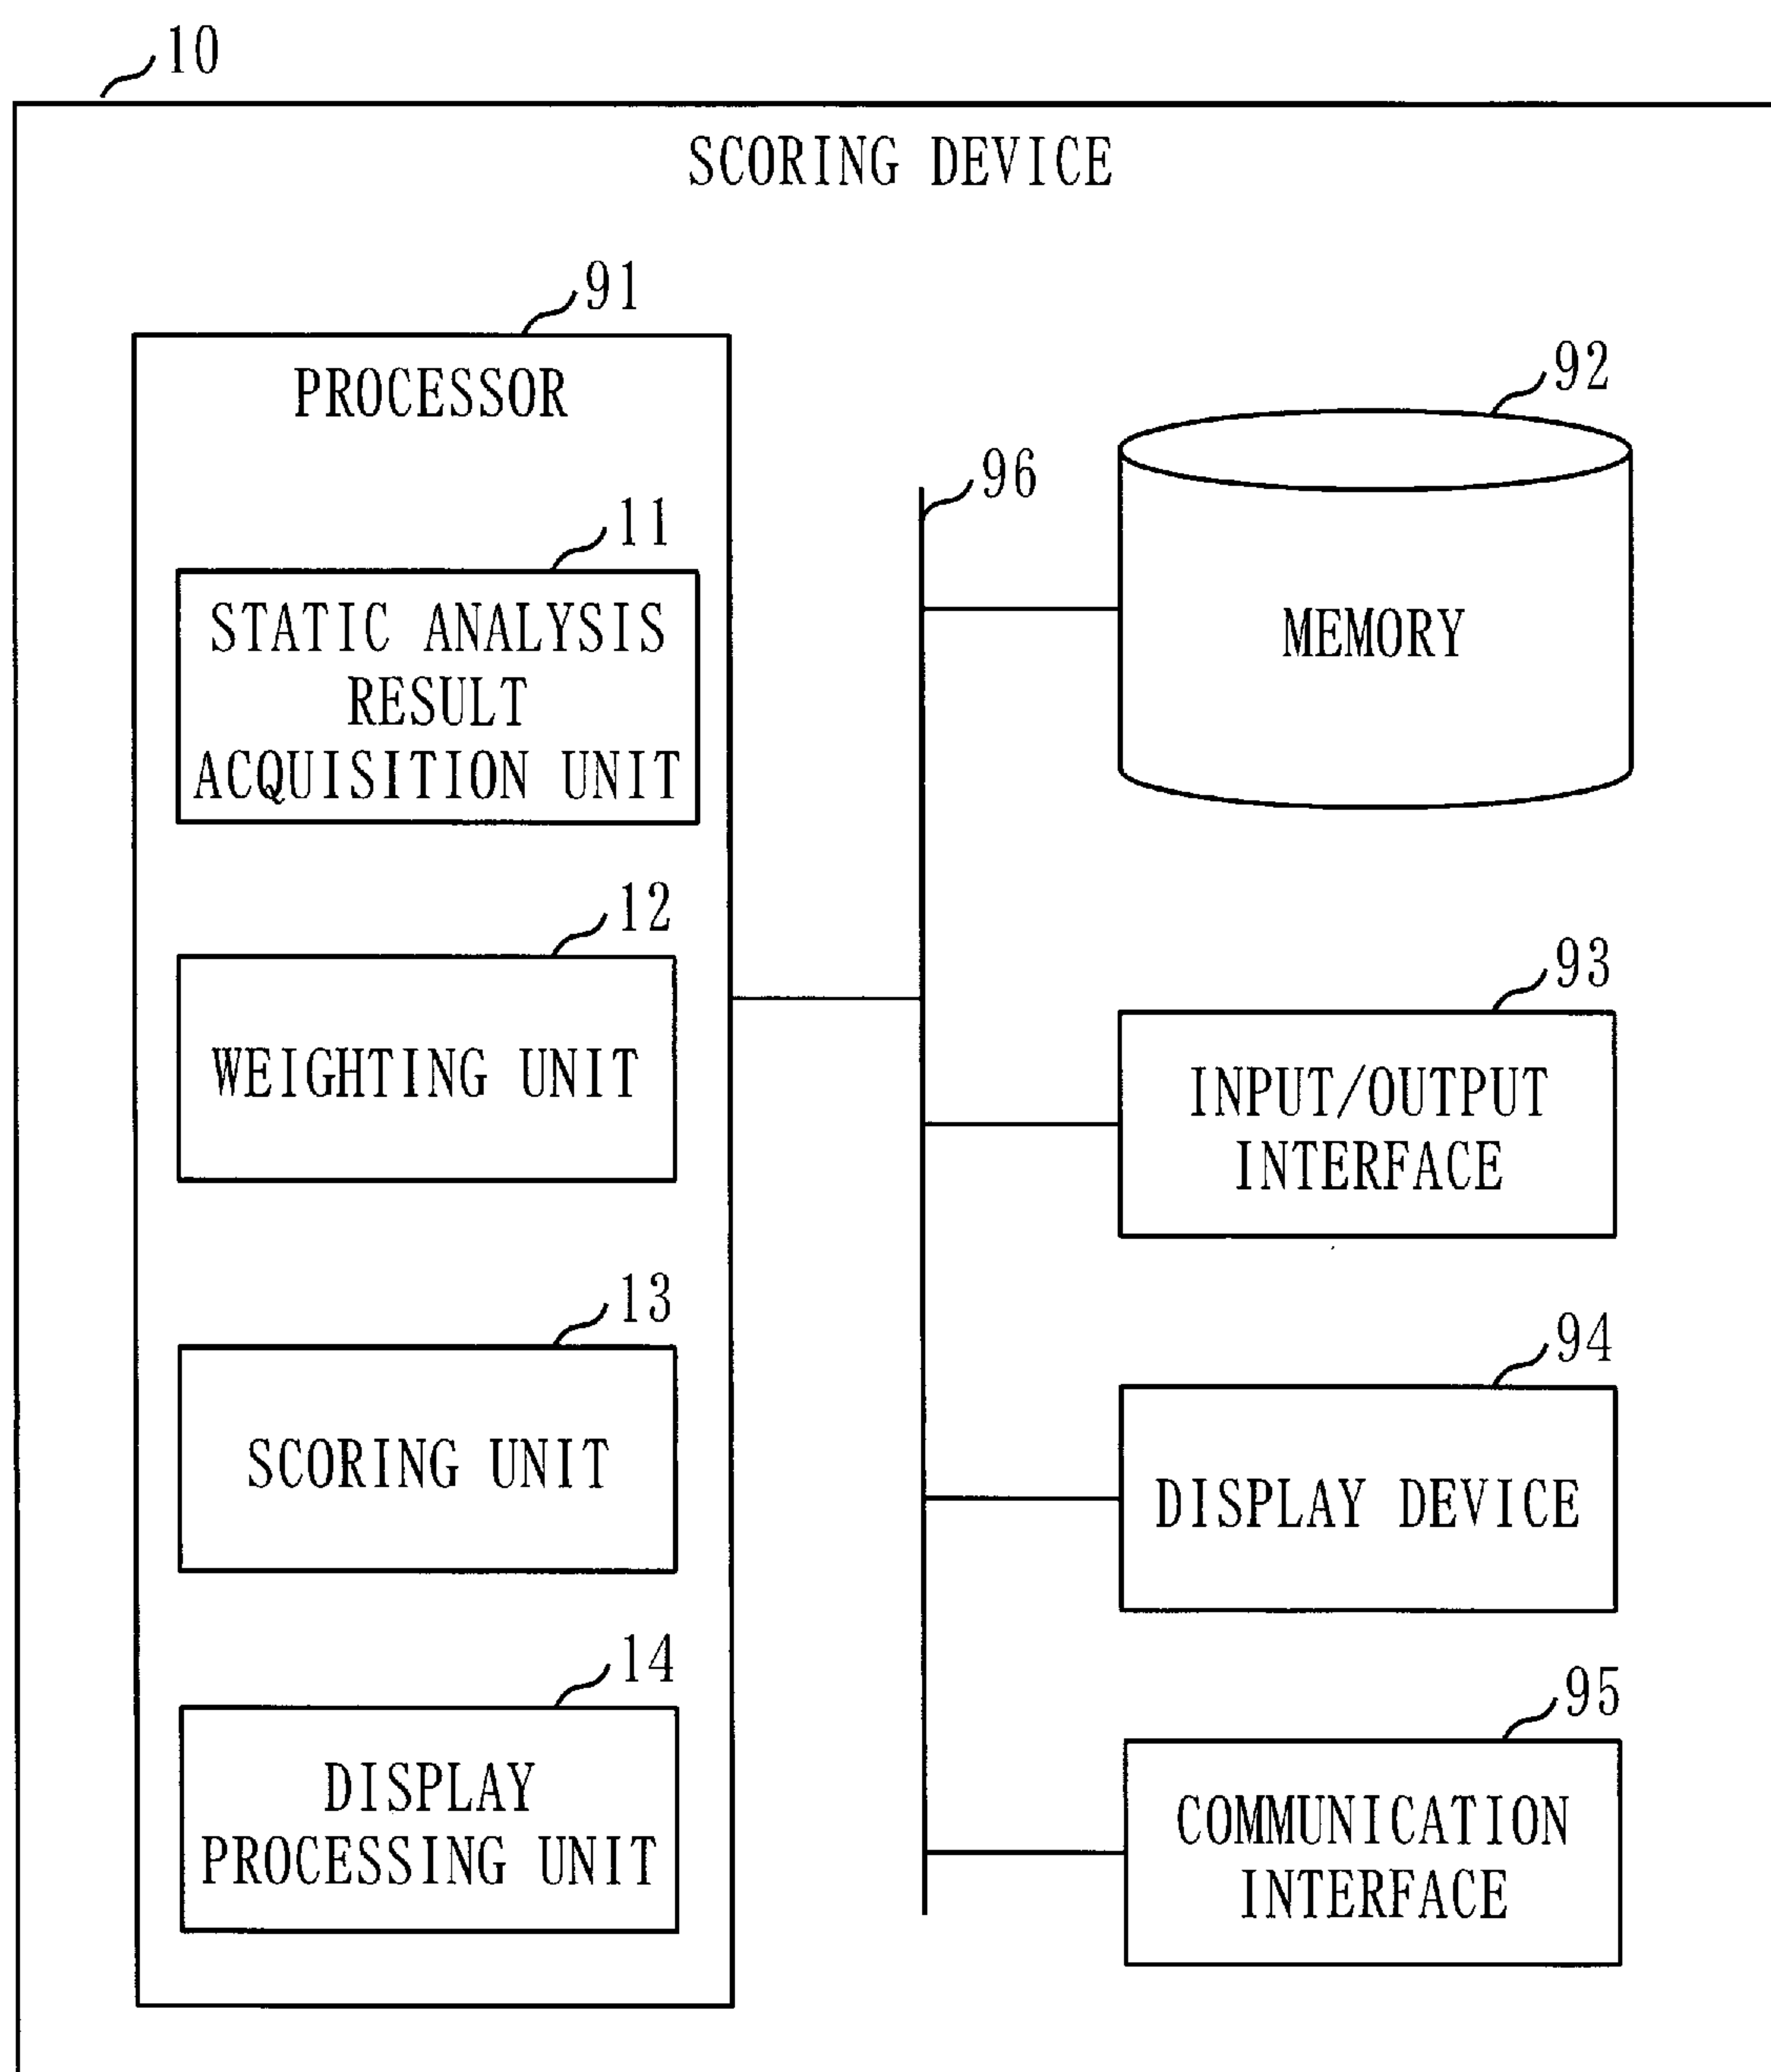 10
SCORING DEVICE
91
PROCESSOR
11
STATIC ANALYSIS
RESULT
ACQUISITION UNIT
12
WEIGHTING UNIT
13
SCORING UNIT
14
DISPLAY
PROCESSING UNIT
96
92
MEMORY
93
INPUT/OUTPUT
INTERFACE
94
DISPLAY DEVICE
95
COMMUNICATION
INTERFACE